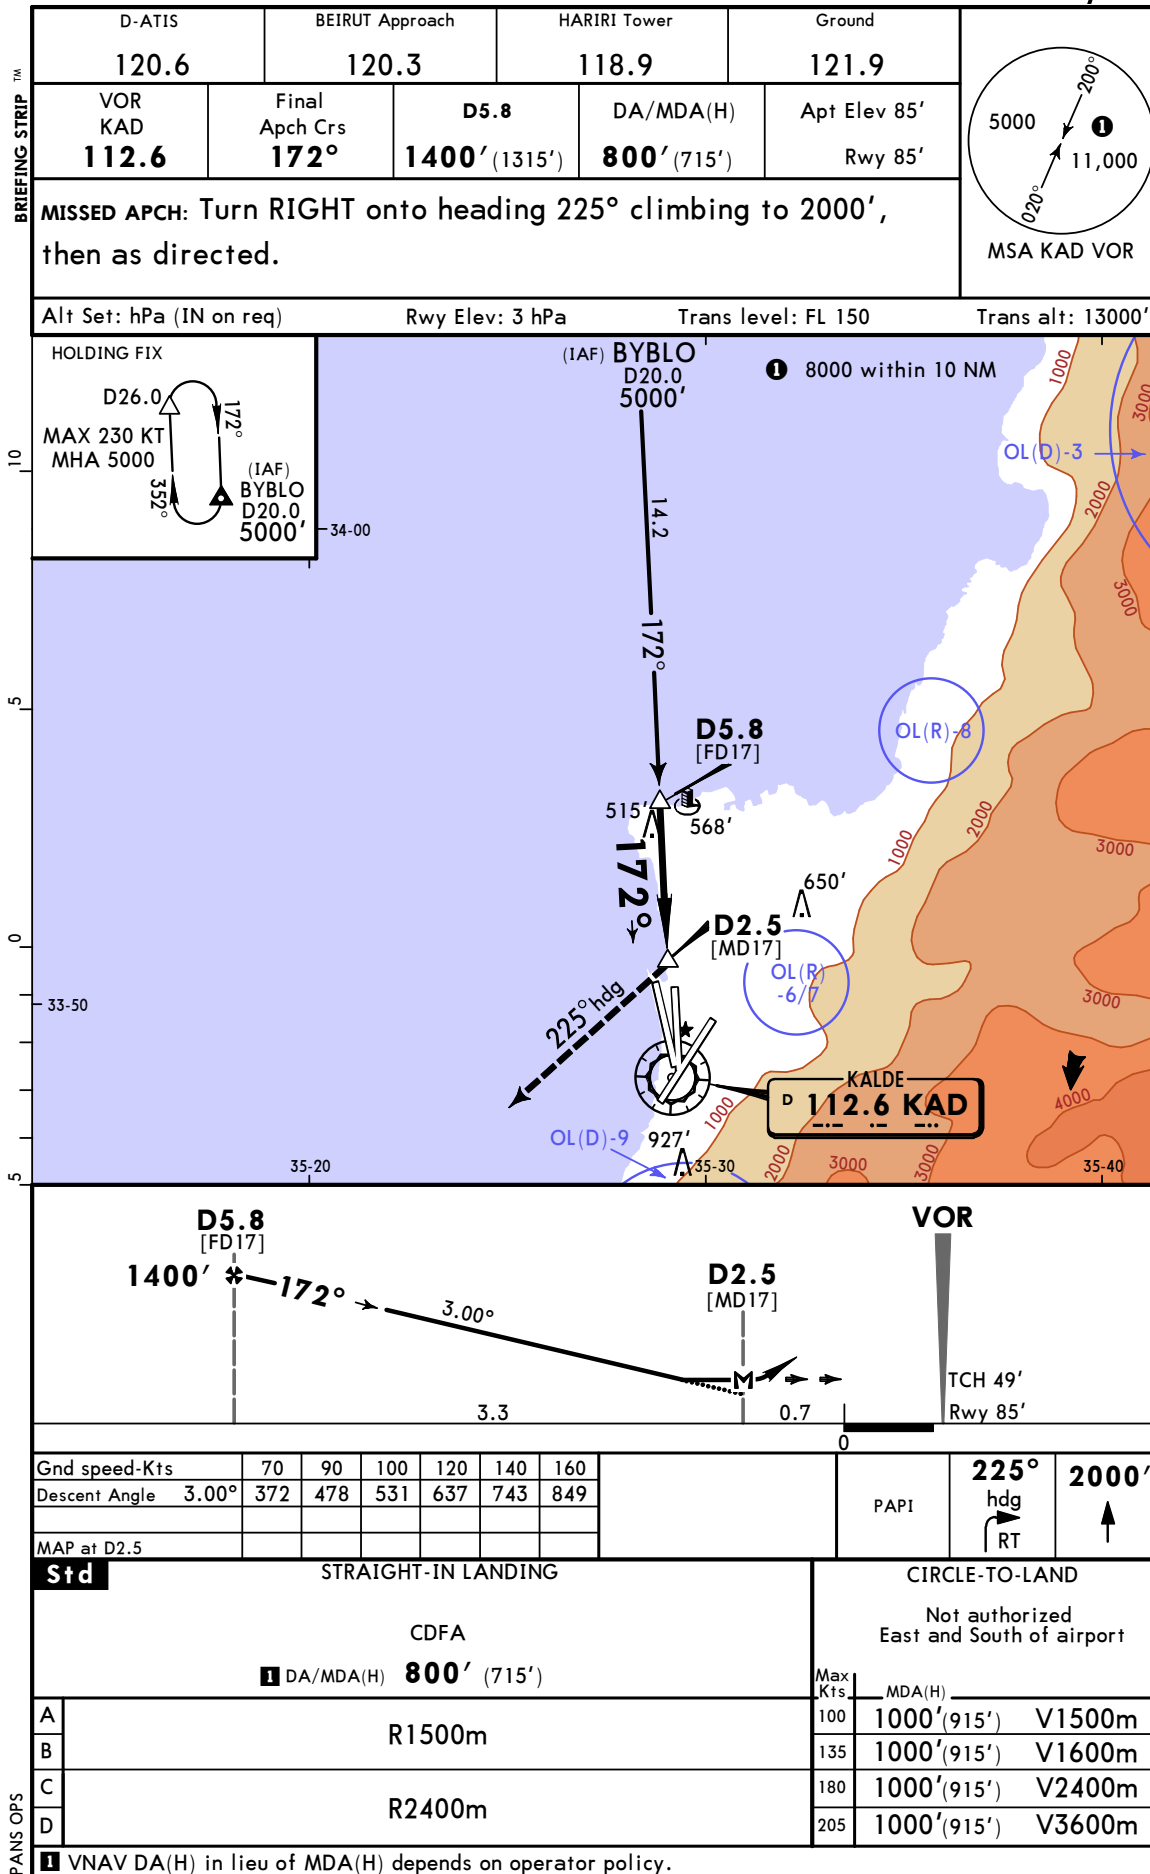 D-ATIS
120.6
BEIRUT Approach
120.3
HARIRI Tower
118.9
Ground
121.9
BRIEFING STRIP TM
VOR
KAD
112.6
Final
Apch Crs
172°
D5.8
1400′ (1315′)
DA/MDA(H)
800′ (715′)
Apt Elev 85′
Rwy 85′
5000
200°
1
11,000
020°
MSA KAD VOR
MISSED APCH: Turn RIGHT onto heading 225° climbing to 2000′,
then as directed.
Alt Set: hPa (IN on req) Rwy Elev: 3 hPa Trans level: FL 150 Trans alt: 13000′
HOLDING FIX
D26.0
172°
MAX 230 KT
MHA 5000
352°
(IAF)
BYBLO
D20.0
5000′
(IAF) BYBLO
D20.0
5000′
1 8000 within 10 NM
1000
3000
OL(D)-3
2000
3000
34-00
14.2
172°
10
5
0
5
OL(R)-8
D5.8
[FD17]
515′
568′
172°
2000
1000
3000
650′
D2.5
[MD17]
OL(R)
-6/7
3000
33-50
225° hdg
KALDE
D 112.6 KAD
4000
1000
OL(D)-9
927′
2000
3000
3000
35-20
35-30
35-40
D5.8
[FD17]
1400′
172°
3.00°
D2.5
[MD17]
VOR
TCH 49′
Rwy 85′
3.3
0.7
0
Gnd speed-Kts 70 90 100 120 140 160
Descent Angle 3.00° 372 478 531 637 743 849
MAP at D2.5
PAPI
225°
hdg
RT
2000′
Std
STRAIGHT-IN LANDING
CDFA
1 DA/MDA(H) 800′ (715′)
CIRCLE-TO-LAND
Not authorized
East and South of airport
Max
Kts
MDA(H)
A
B
R1500m
C
D
R2400m
100 1000′(915′) V1500m
135 1000′(915′) V1600m
180 1000′(915′) V2400m
205 1000′(915′) V3600m
PANS OPS
1 VNAV DA(H) in lieu of MDA(H) depends on operator policy.